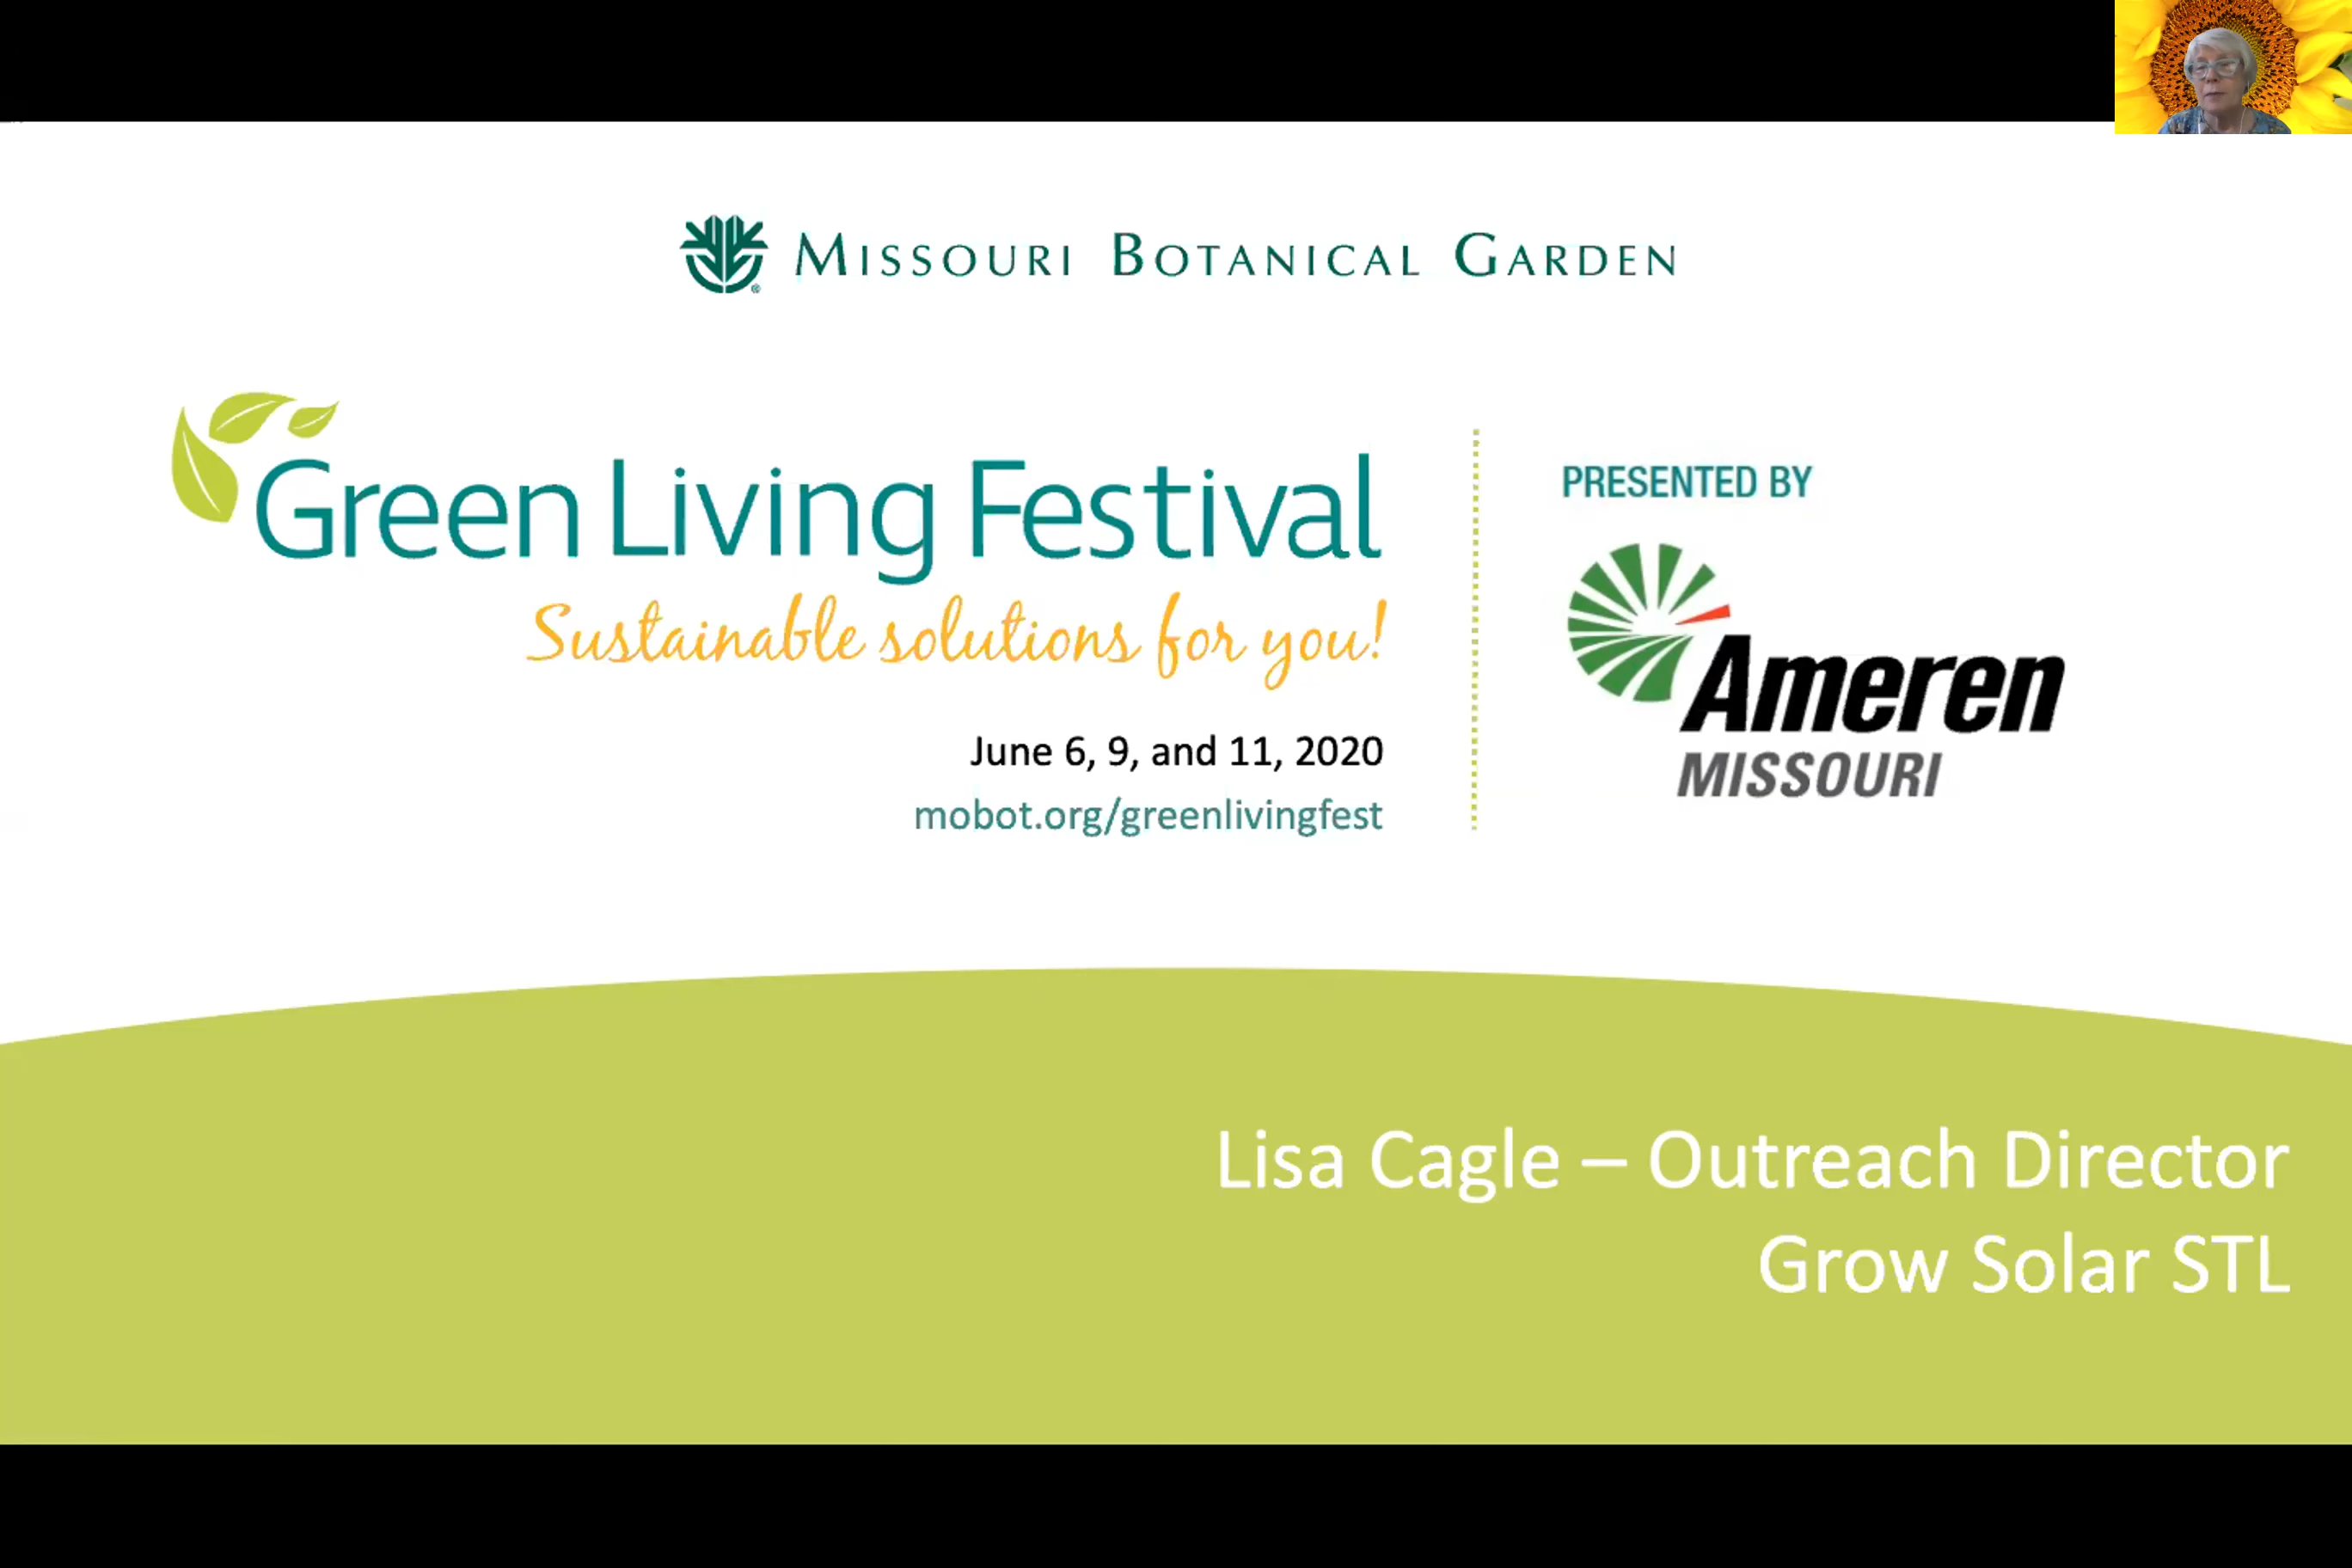 MISSOURI BOTANICAL GARDEN
Green Living Festival
Sustainable solutions for you!
June 6, 9, and 11, 2020
mobot.org/greenlivingfest
PRESENTED BY
Ameren
MISSOURI
Lisa Cagle – Outreach Director
Grow Solar STL